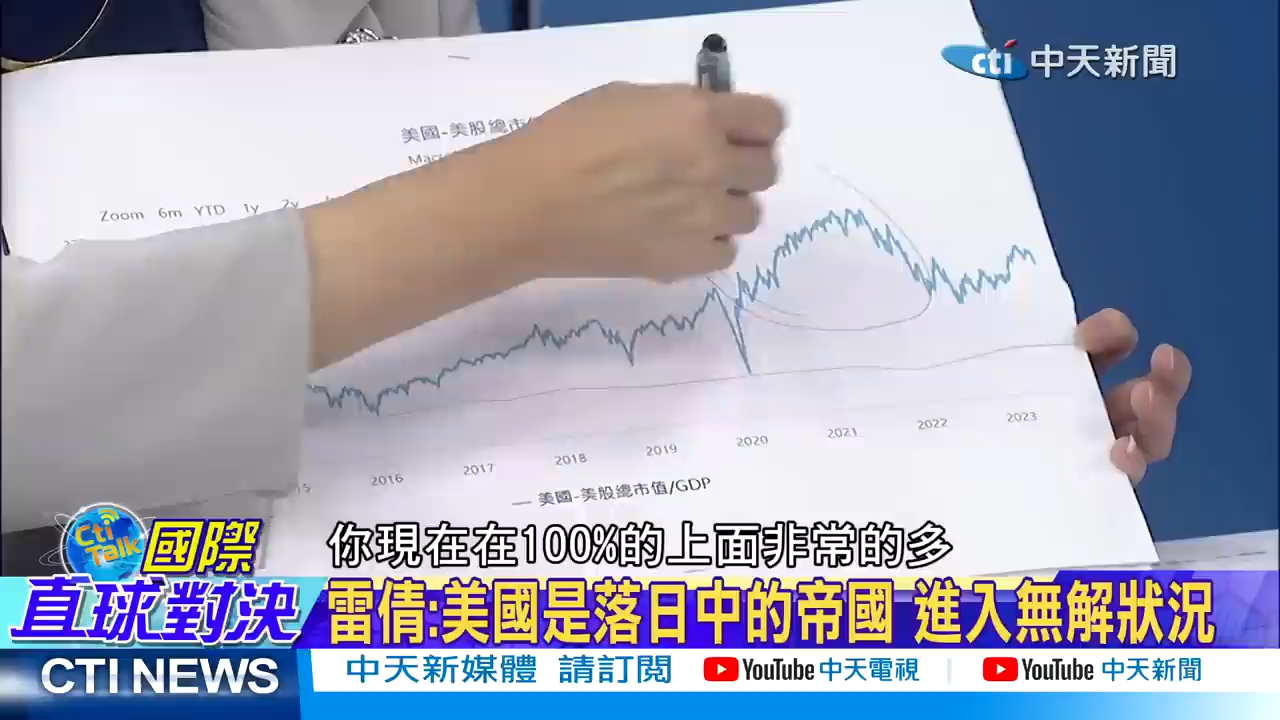 cti 中天新聞
美國-美股總市
Mac
Zoom 6m YTD 1y 2y
2016 2017 2018 2019 2020 2021 2022 2023
美國-美股總市值/GDP
你現在在100%的上面非常的多
Cti Talk 國際
直球對決
雷倩:美國是落日中的帝國 進入無解狀況
CTI NEWS
中天新媒體 請訂閱 YouTube 中天電視 YouTube 中天新聞